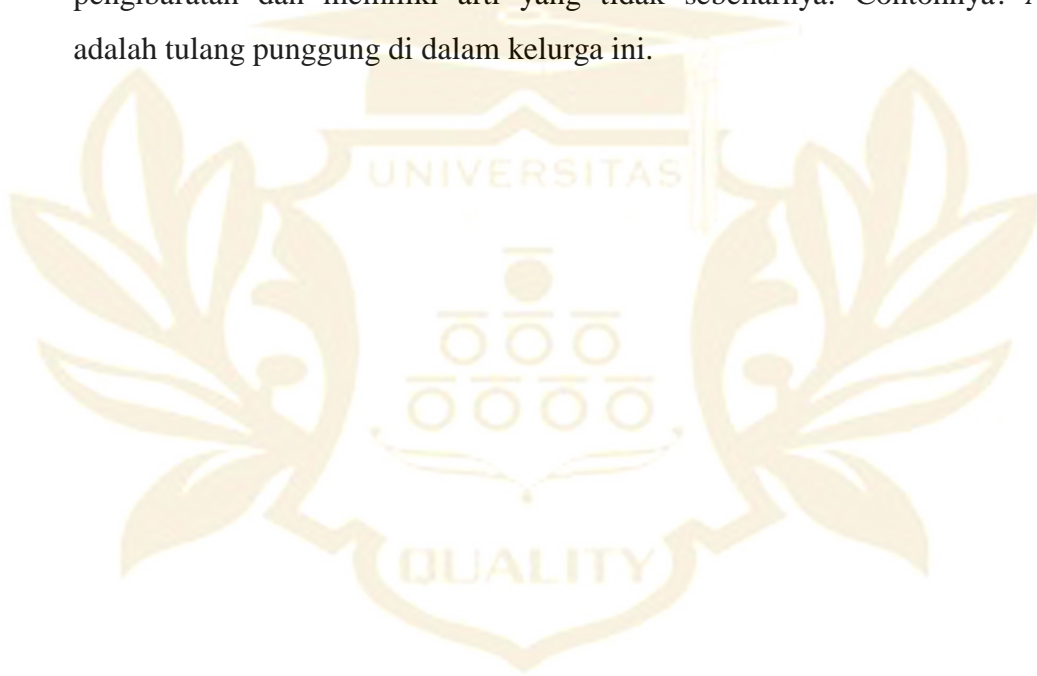 pengibaratan dan memiliki arti yang tidak sebenarnya. Contohnya?
adalah tulang punggung di dalam kelurga ini.
UNIVERSITAS
QUALITY